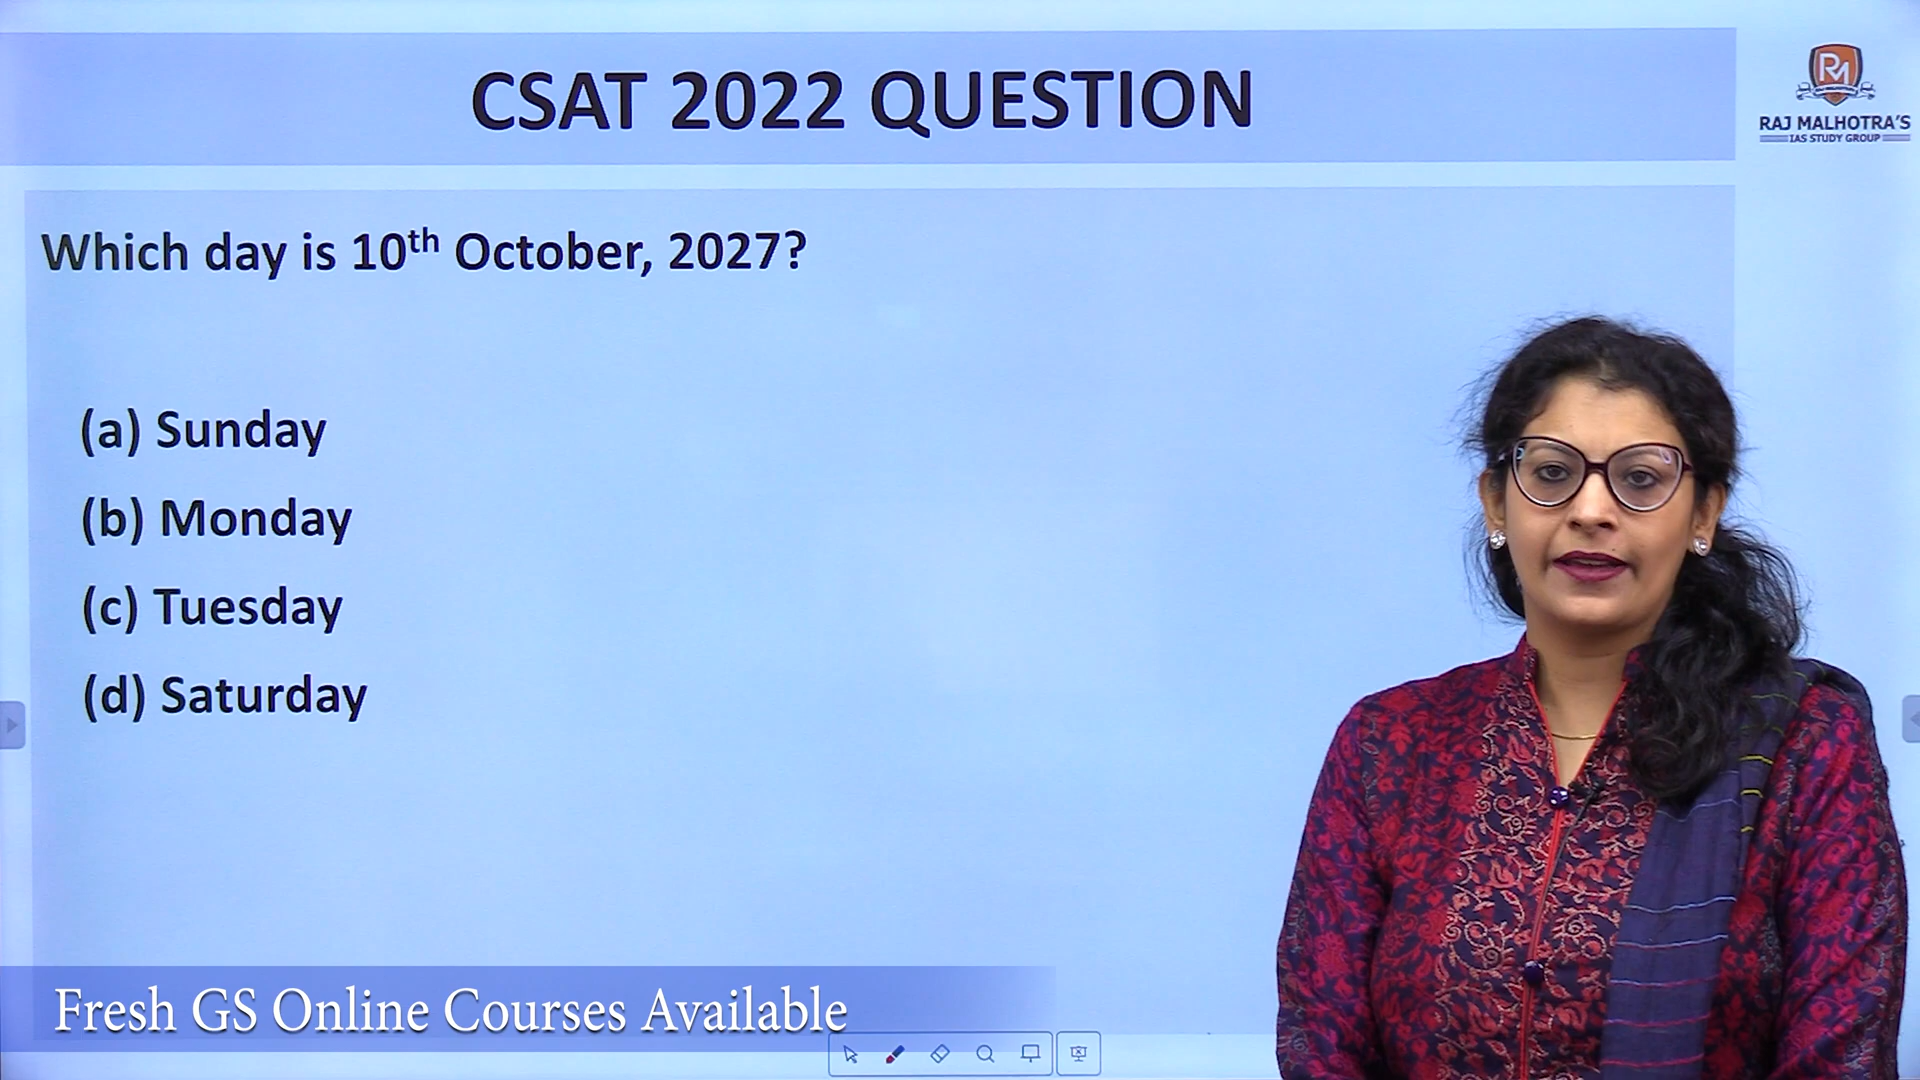 CSAT 2022 QUESTION
RM
RAJ MALHOTRA'S
IAS STUDY GROUP
Which day is 10th October, 2027?
(a) Sunday
(b) Monday
(c) Tuesday
(d) Saturday
Fresh GS Online Courses Available